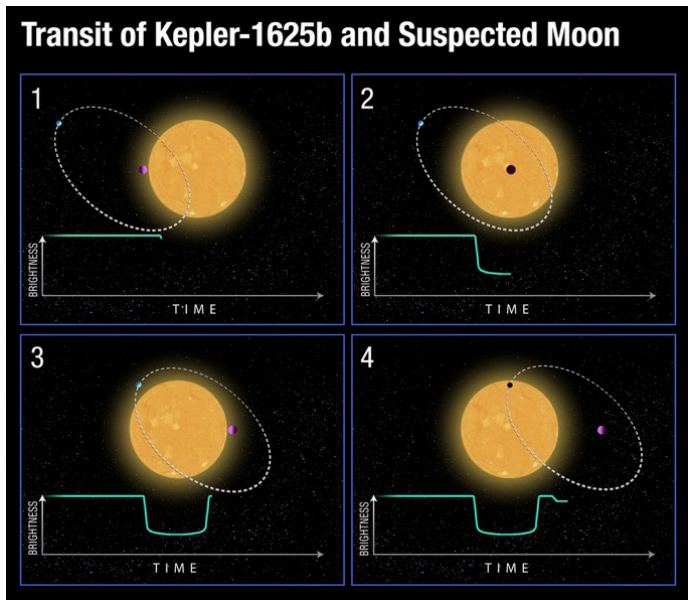 Transit of Kepler-1625b and Suspected Moon
1
BRIGHTNESS
TIME
2
BRIGHTNESS
TIME
3
BRIGHTNESS
TIME
4
BRIGHTNESS
TIME